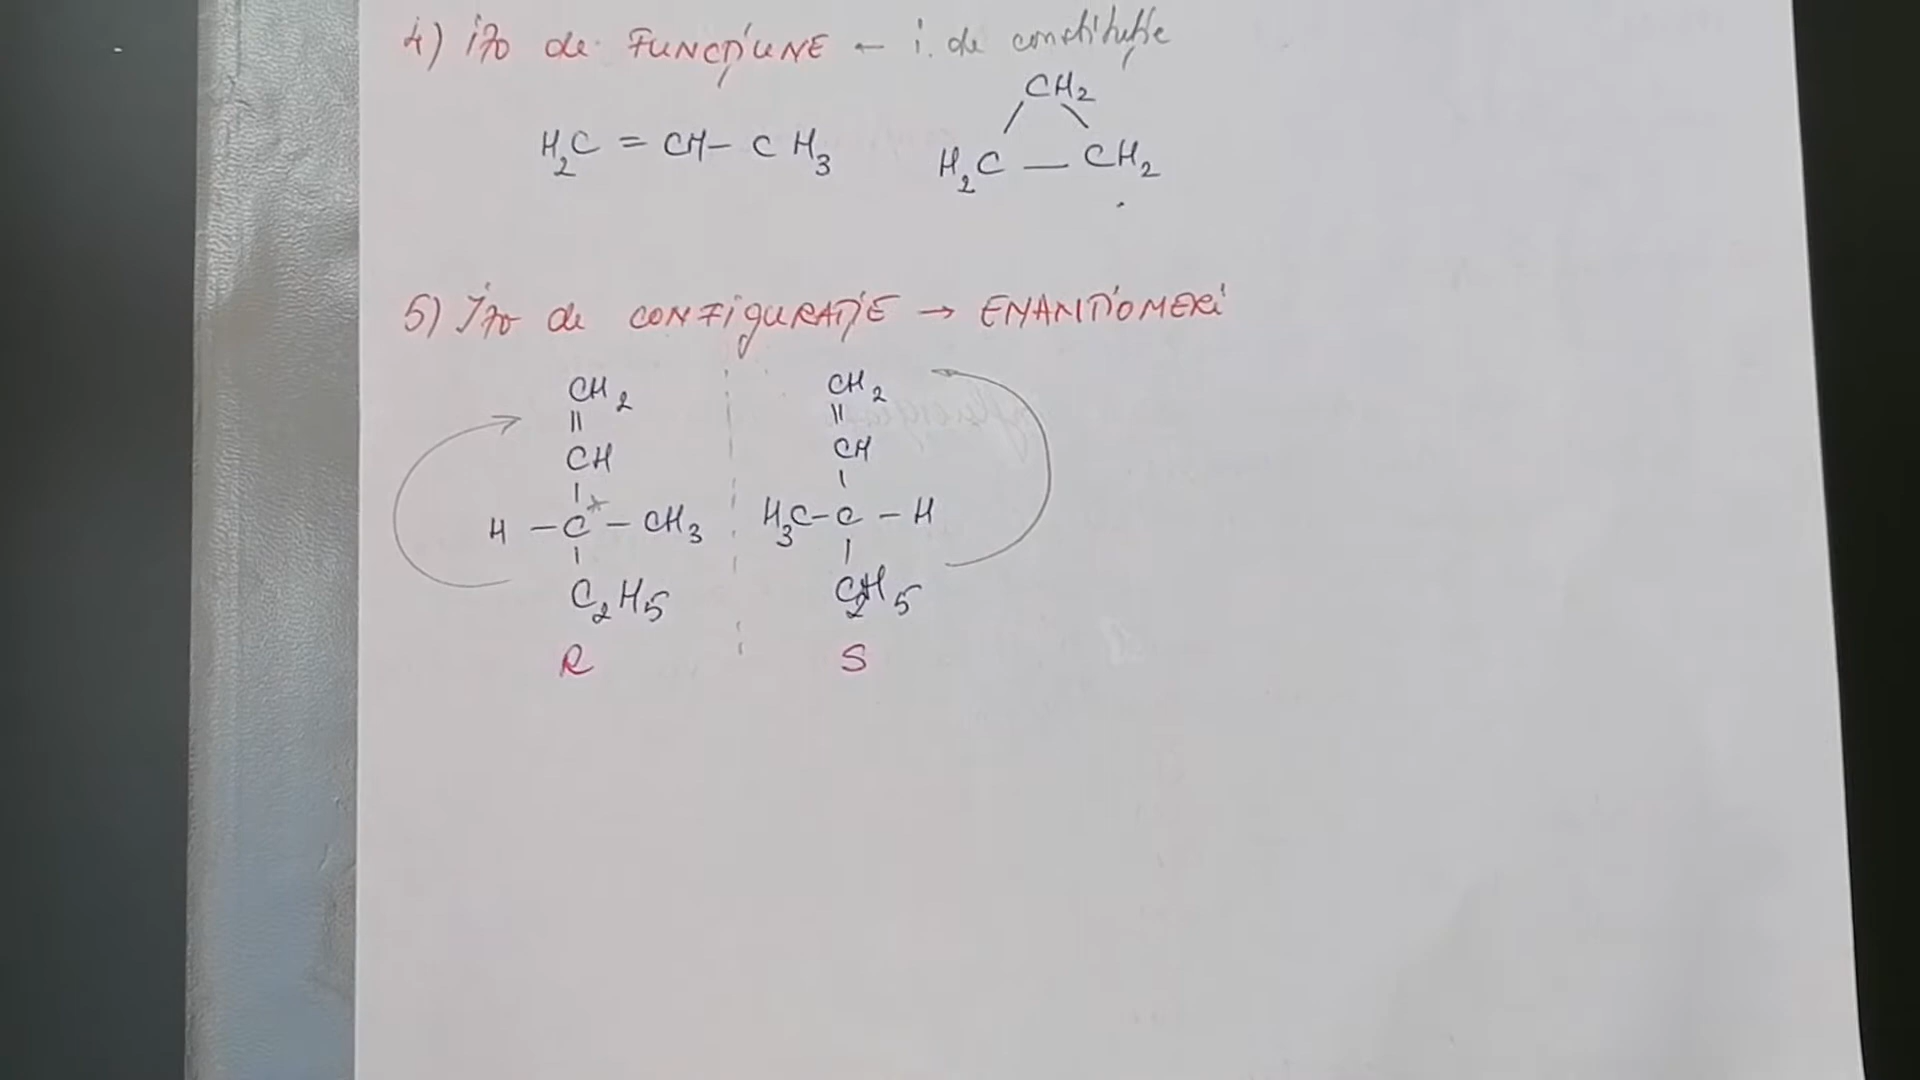 4) izo de FUNCȚIUNE – i. de constituție
CH2
H2C = CH – CH3 H2C — CH2
5) Izo de CONFIGURAȚIE → ENANTIOMERI
CH2 CH2
|| ||
CH CH
| |
H – C* – CH3 H3C – C – H
| |
C2H5 C2H5
R S